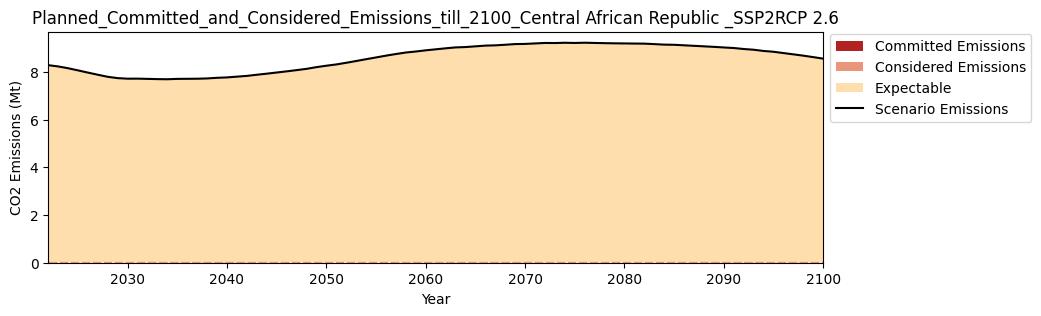 Planned_Committed_and_Considered_Emissions_till_2100_Central African Republic _SSP2RCP 2.6
CO2 Emissions (Mt)
8
6
4
2
0
2030 2040 2050 2060 2070 2080 2090 2100
Year
Committed Emissions
Considered Emissions
Expectable
Scenario Emissions